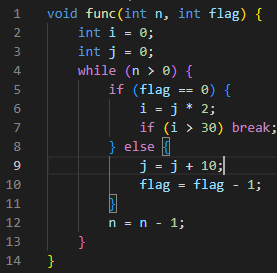 1 void func(int n, int flag) {
2     int i = 0;
3     int j = 0;
4     while (n > 0) {
5         if (flag == 0) {
6             i = j * 2;
7             if (i > 30) break;
8         } else {
9             j = j + 10;
10             flag = flag - 1;
11         }
12         n = n - 1;
13     }
14 }